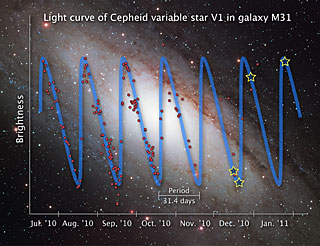 Light curve of Cepheid variable star V1 in galaxy M31
Brightness
Period
31.4 days
Jul. '10 Aug. '10 Sep. '10 Oct. '10 Nov. '10 Dec. '10 Jan. '11